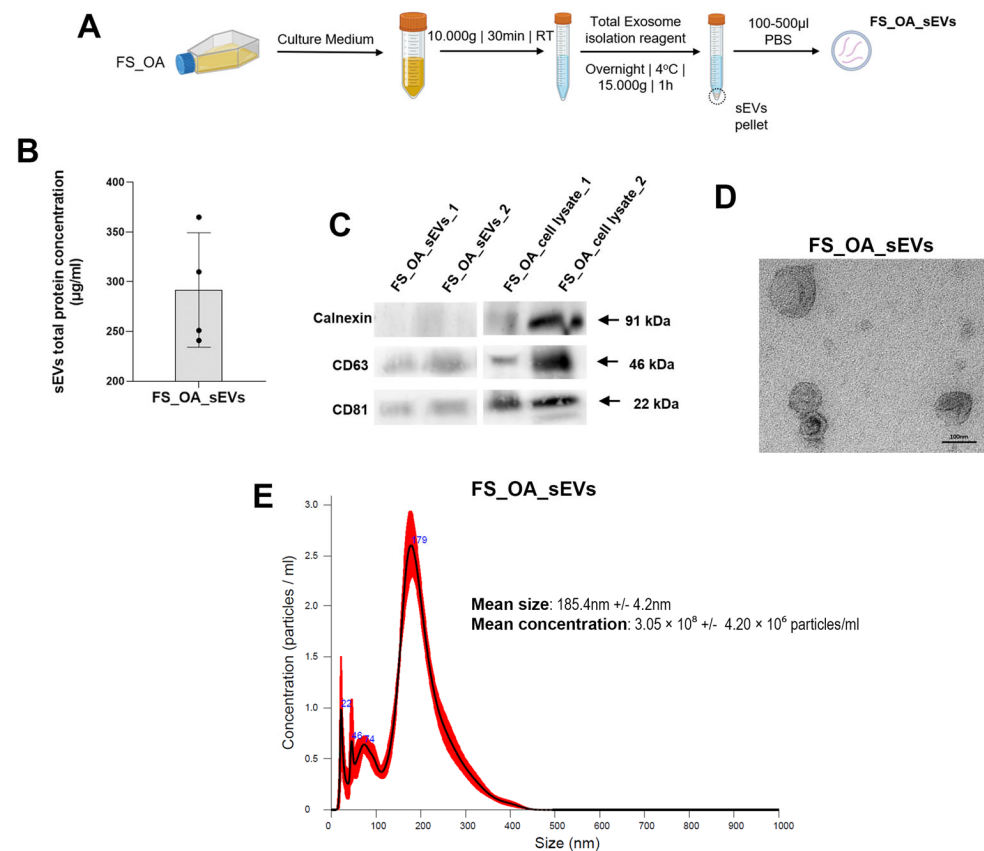 A
FS_OA
Culture Medium
10.000g | 30min | RT
Total Exosome
isolation reagent
Overnight | 4ºC |
15.000g | 1h
sEVs
pellet
100-500µl
PBS
FS_OA_sEVs
B
sEVs total protein concentration
(µg/ml)
400
350
300
250
200
FS_OA_sEVs
C
FS_OA_sEVs_1
FS_OA_sEVs_2
FS_OA_cell lysate_1
FS_OA_cell lysate_2
Calnexin
91 kDa
CD63
46 kDa
CD81
22 kDa
D
FS_OA_sEVs
100nm
E
FS_OA_sEVs
Concentration (particles / ml)
3.0
2.5
2.0
1.5
1.0
0.5
0
22
46
74
179
Mean size: 185.4nm +/- 4.2nm
Mean concentration: 3.05 × 10⁸ +/- 4.20 × 10⁶ particles/ml
0 100 200 300 400 500 600 700 800 900 1000
Size (nm)